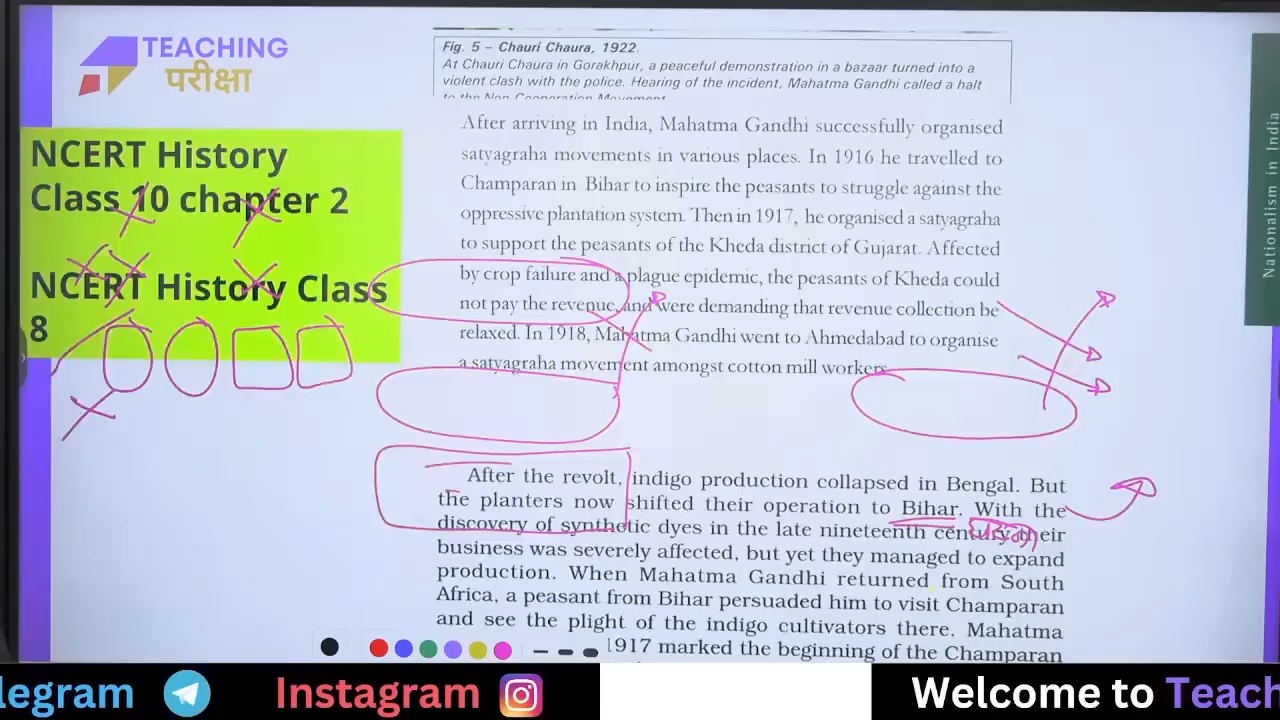 TEACHING
परीक्षा
NCERT History
Class 10 chapter 2
NCERT History Class
8
Fig. 5 – Chauri Chaura, 1922.
At Chauri Chaura in Gorakhpur, a peaceful demonstration in a bazaar turned into a
violent clash with the police. Hearing of the incident, Mahatma Gandhi called a halt
to the Non-Cooperation Movement
After arriving in India, Mahatma Gandhi successfully organised
satyagraha movements in various places. In 1916 he travelled to
Champaran in Bihar to inspire the peasants to struggle against the
oppressive plantation system. Then in 1917, he organised a satyagraha
to support the peasants of the Kheda district of Gujarat. Affected
by crop failure and a plague epidemic, the peasants of Kheda could
not pay the revenue, and were demanding that revenue collection be
relaxed. In 1918, Mahatma Gandhi went to Ahmedabad to organise
a satyagraha movement amongst cotton mill workers
After the revolt, indigo production collapsed in Bengal. But
the planters now shifted their operation to Bihar. With the
discovery of synthetic dyes in the late nineteenth century their
business was severely affected, but yet they managed to expand
production. When Mahatma Gandhi returned from South
Africa, a peasant from Bihar persuaded him to visit Champaran
and see the plight of the indigo cultivators there. Mahatma
1917 marked the beginning of the Champaran
Nationalism in India
legram
Instagram
Welcome to Teach